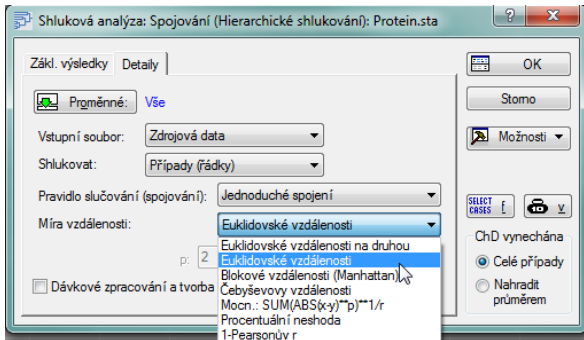 Shluková analýza: Spojování (Hierarchické shlukování): Protein.sta
?
x
Zákl. výsledky
Detaily
Proměnné:
Vše
Vstupní soubor:
Zdrojová data
Shlukovat:
Případy (řádky)
Pravidlo slučování (spojování):
Jednoduché spojení
Míra vzdálenosti:
Euklidovské vzdálenosti
Euklidovské vzdálenosti na druhou
Euklidovské vzdálenosti
Blokové vzdálenosti (Manhattan)
Čebyševovy vzdálenosti
Mocn.: SUM(ABS(x-y)**p)**1/r
Procentuální neshoda
1-Pearsonův r
p: 2
Dávkové zpracování a tvorba
OK
Storno
Možnosti
SELECT
CASES
v
ChD vynechána
Celé případy
Nahradit
průměrem